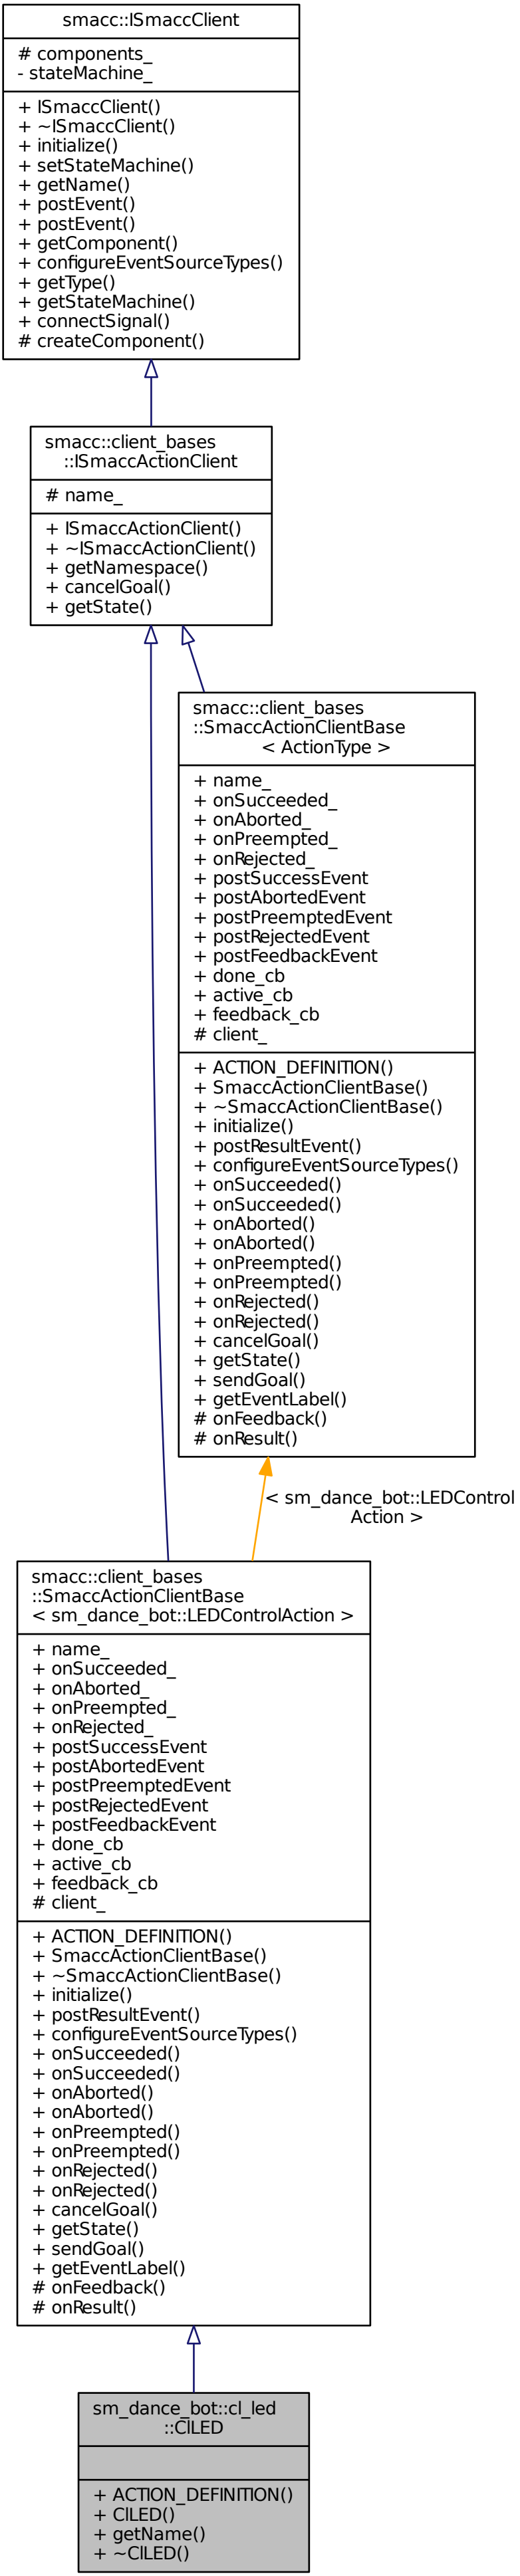 smacc::ISmaccClient
# components_
- stateMachine_
+ ISmaccClient()
+ ~ISmaccClient()
+ initialize()
+ setStateMachine()
+ getName()
+ postEvent()
+ postEvent()
+ getComponent()
+ configureEventSourceTypes()
+ getType()
+ getStateMachine()
+ connectSignal()
# createComponent()
smacc::client_bases
::ISmaccActionClient
# name_
+ ISmaccActionClient()
+ ~ISmaccActionClient()
+ getNamespace()
+ cancelGoal()
+ getState()
smacc::client_bases
::SmaccActionClientBase
< ActionType >
+ name_
+ onSucceeded_
+ onAborted_
+ onPreempted_
+ onRejected_
+ postSuccessEvent
+ postAbortedEvent
+ postPreemptedEvent
+ postRejectedEvent
+ postFeedbackEvent
+ done_cb
+ active_cb
+ feedback_cb
# client_
+ ACTION_DEFINITION()
+ SmaccActionClientBase()
+ ~SmaccActionClientBase()
+ initialize()
+ postResultEvent()
+ configureEventSourceTypes()
+ onSucceeded()
+ onSucceeded()
+ onAborted()
+ onAborted()
+ onPreempted()
+ onPreempted()
+ onRejected()
+ onRejected()
+ cancelGoal()
+ getState()
+ sendGoal()
+ getEventLabel()
# onFeedback()
# onResult()
< sm_dance_bot::LEDControl
Action >
smacc::client_bases
::SmaccActionClientBase
< sm_dance_bot::LEDControlAction >
+ name_
+ onSucceeded_
+ onAborted_
+ onPreempted_
+ onRejected_
+ postSuccessEvent
+ postAbortedEvent
+ postPreemptedEvent
+ postRejectedEvent
+ postFeedbackEvent
+ done_cb
+ active_cb
+ feedback_cb
# client_
+ ACTION_DEFINITION()
+ SmaccActionClientBase()
+ ~SmaccActionClientBase()
+ initialize()
+ postResultEvent()
+ configureEventSourceTypes()
+ onSucceeded()
+ onSucceeded()
+ onAborted()
+ onAborted()
+ onPreempted()
+ onPreempted()
+ onRejected()
+ onRejected()
+ cancelGoal()
+ getState()
+ sendGoal()
+ getEventLabel()
# onFeedback()
# onResult()
sm_dance_bot::cl_led
::ClLED
+ ACTION_DEFINITION()
+ ClLED()
+ getName()
+ ~ClLED()